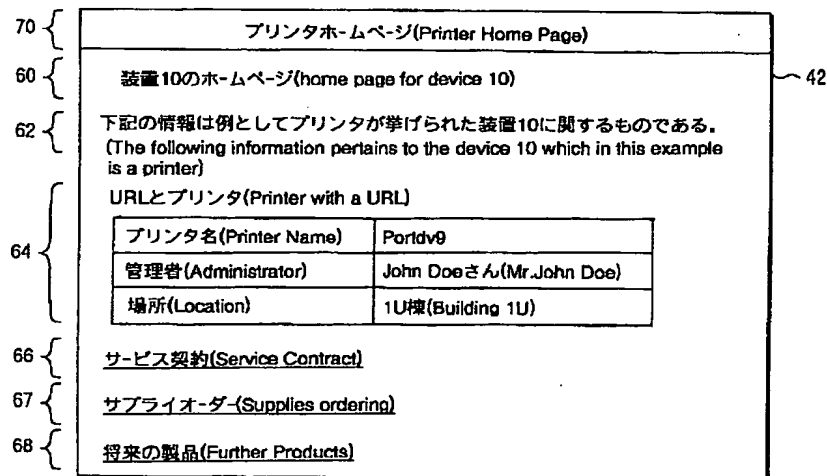 70 プリンタホームページ(Printer Home Page)
60 装置10のホームページ(home page for device 10) 42
62 下記の情報は例としてプリンタが挙げられた装置10に関するものである.
(The following information pertains to the device 10 which in this example
is a printer)
URLとプリンタ(Printer with a URL)
プリンタ名(Printer Name) Portdv9
64 管理者(Administrator) John Doeさん(Mr.John Doe)
場所(Location) 1U棟(Building 1U)
66 サービス契約(Service Contract)
67 サプライオーダー(Supplies ordering)
68 将来の製品(Further Products)